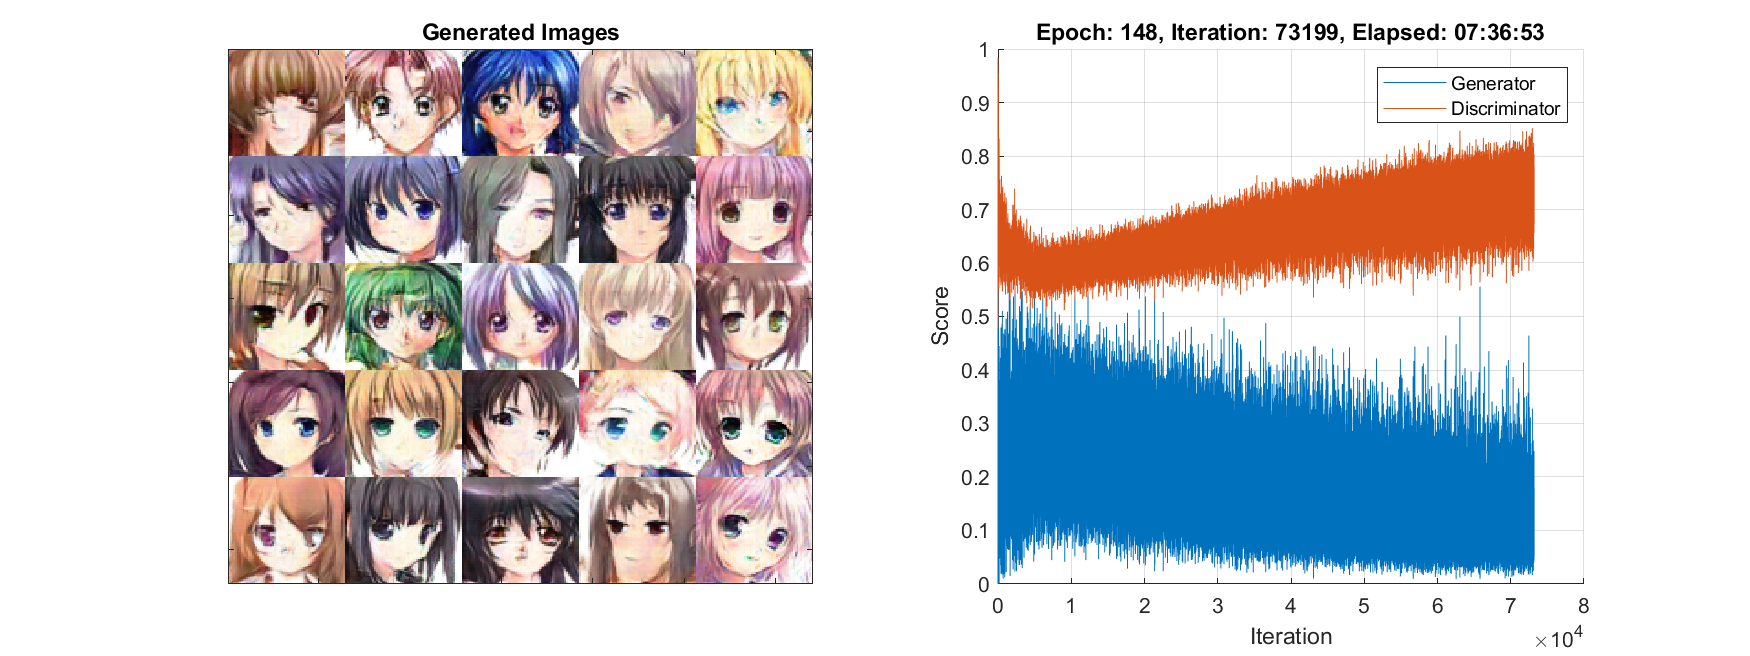 Generated Images
Epoch: 148, Iteration: 73199, Elapsed: 07:36:53
Generator
Discriminator
1
0.9
0.8
0.7
0.6
0.5
0.4
0.3
0.2
0.1
0
Score
0 1 2 3 4 5 6 7 8
Iteration
×10⁴